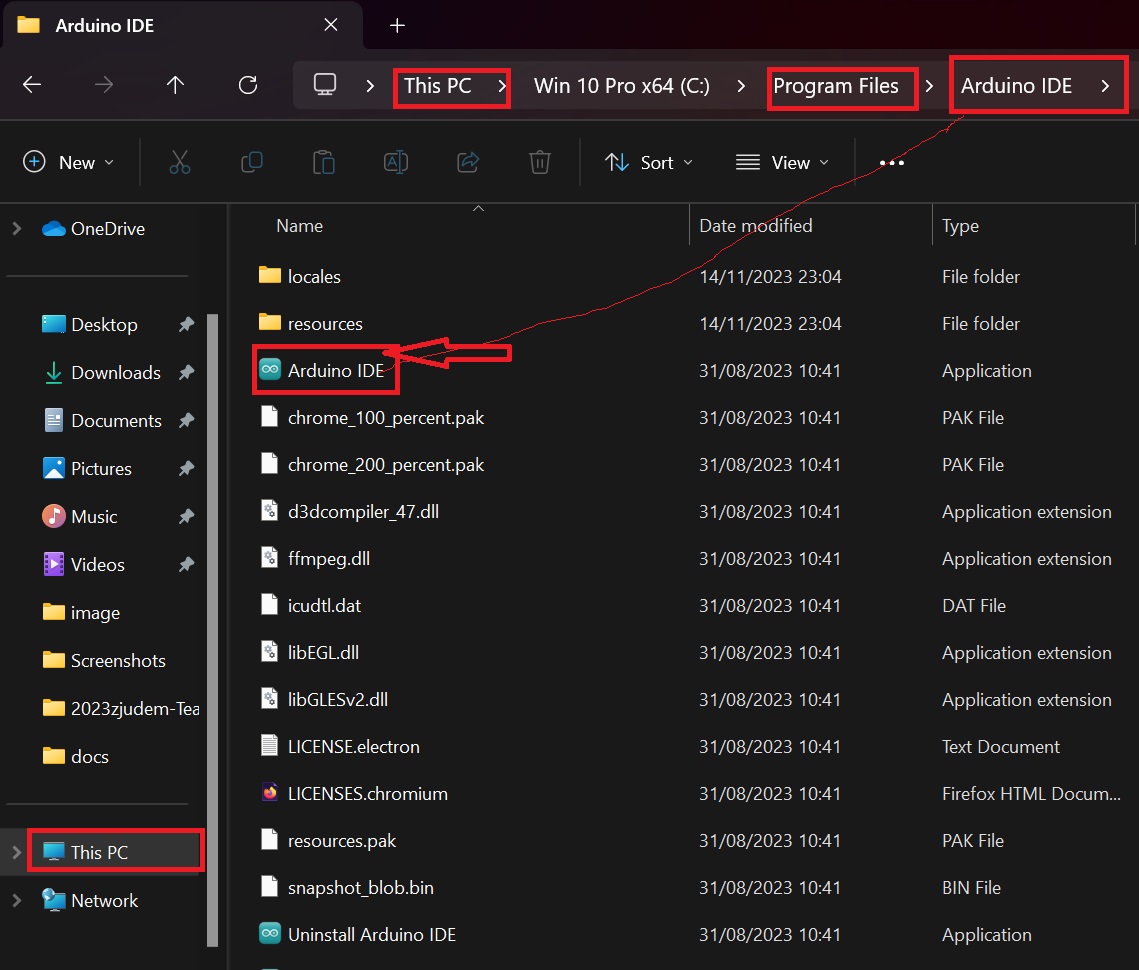 Arduino IDE
This PC Win 10 Pro x64 (C:) Program Files Arduino IDE
New Sort View
OneDrive
Desktop
Downloads
Documents
Pictures
Music
Videos
image
Screenshots
2023zjudem-Tea
docs
This PC
Network
Name Date modified Type
locales 14/11/2023 23:04 File folder
resources 14/11/2023 23:04 File folder
Arduino IDE 31/08/2023 10:41 Application
chrome_100_percent.pak 31/08/2023 10:41 PAK File
chrome_200_percent.pak 31/08/2023 10:41 PAK File
d3dcompiler_47.dll 31/08/2023 10:41 Application extension
ffmpeg.dll 31/08/2023 10:41 Application extension
icudtl.dat 31/08/2023 10:41 DAT File
libEGL.dll 31/08/2023 10:41 Application extension
libGLESv2.dll 31/08/2023 10:41 Application extension
LICENSE.electron 31/08/2023 10:41 Text Document
LICENSES.chromium 31/08/2023 10:41 Firefox HTML Docum...
resources.pak 31/08/2023 10:41 PAK File
snapshot_blob.bin 31/08/2023 10:41 BIN File
Uninstall Arduino IDE 31/08/2023 10:41 Application